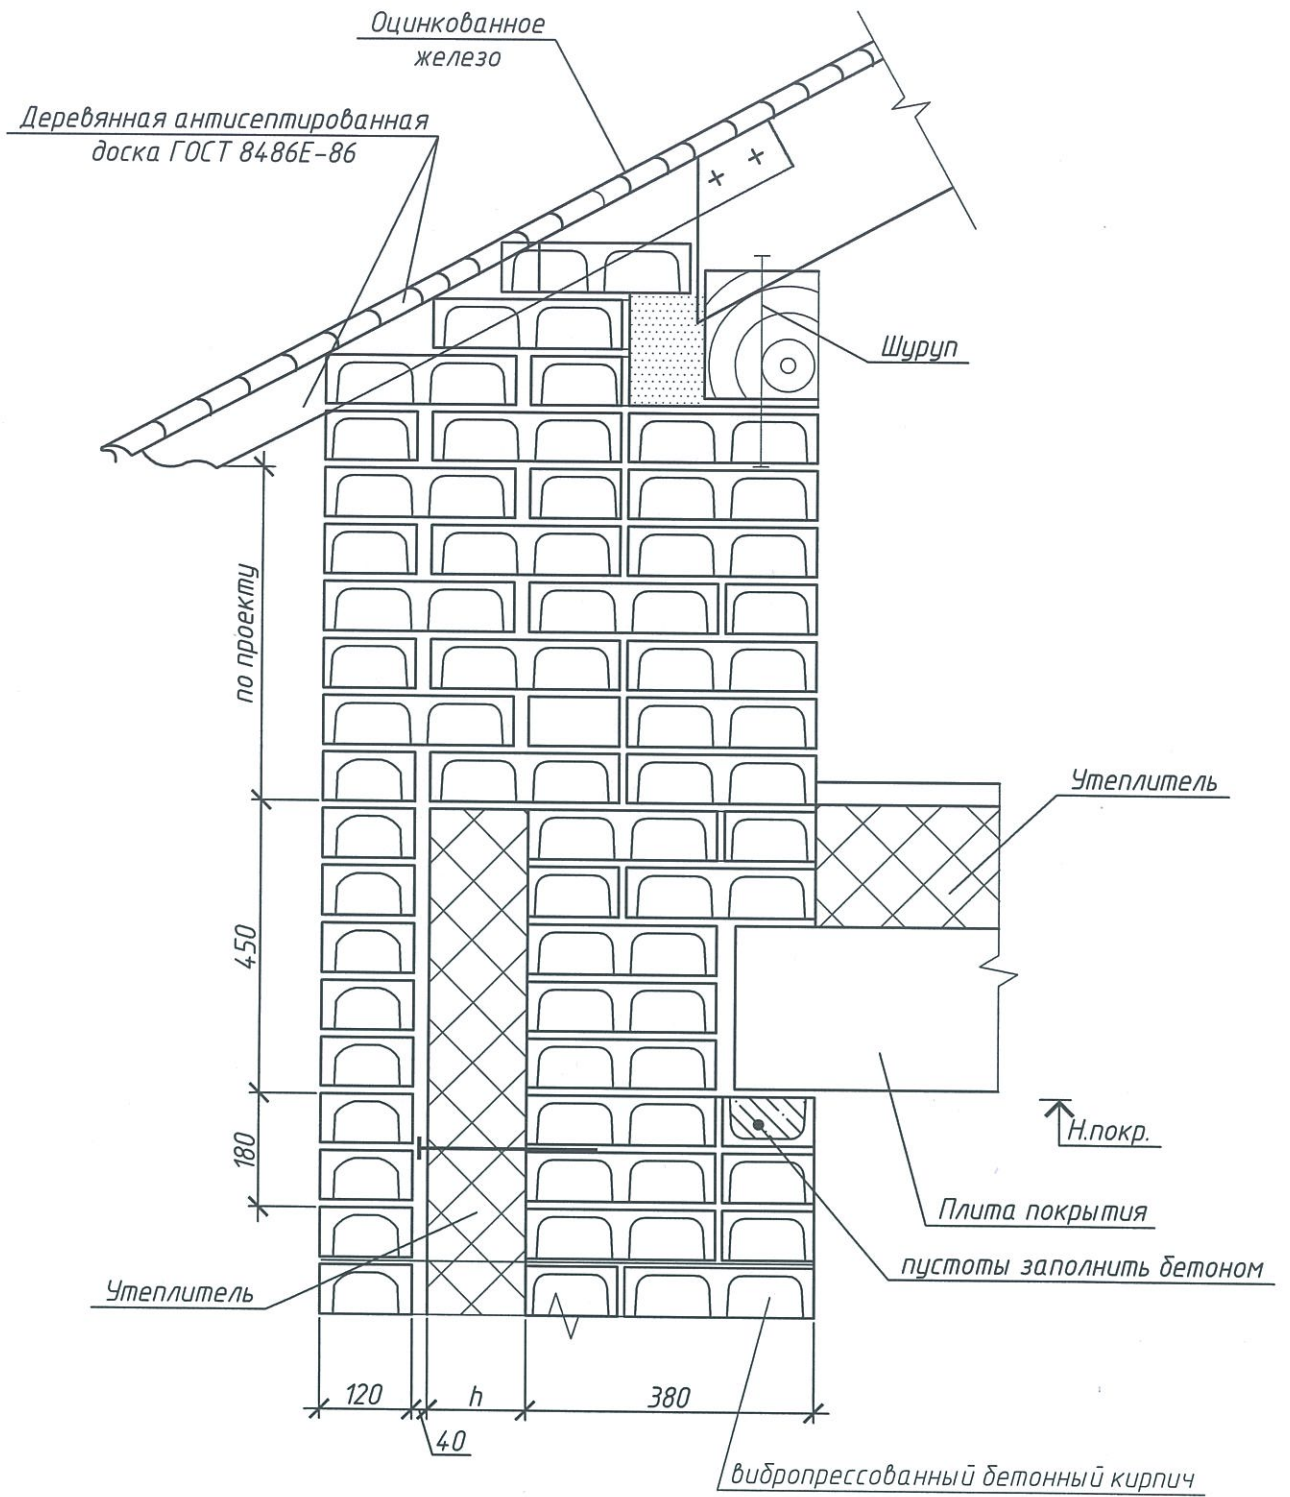 Оцинкованное
железо
Деревянная антисептированная
доска ГОСТ 8486Е-86
Шуруп
по проекту
Утеплитель
450
Н.покр.
180
Плита покрытия
пустоты заполнить бетоном
Утеплитель
120
h
380
40
вибропрессованный бетонный кирпич